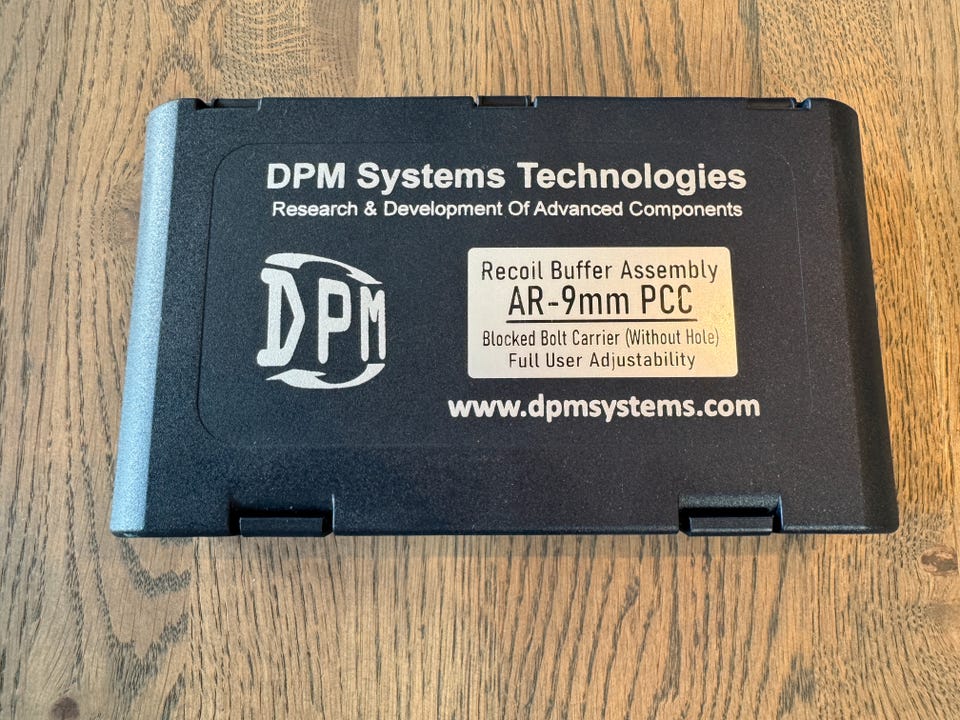 DPM Systems Technologies
Research & Development Of Advanced Components
DPM
Recoil Buffer Assembly
AR-9mm PCC
Blocked Bolt Carrier (Without Hole)
Full User Adjustability
www.dpmsystems.com